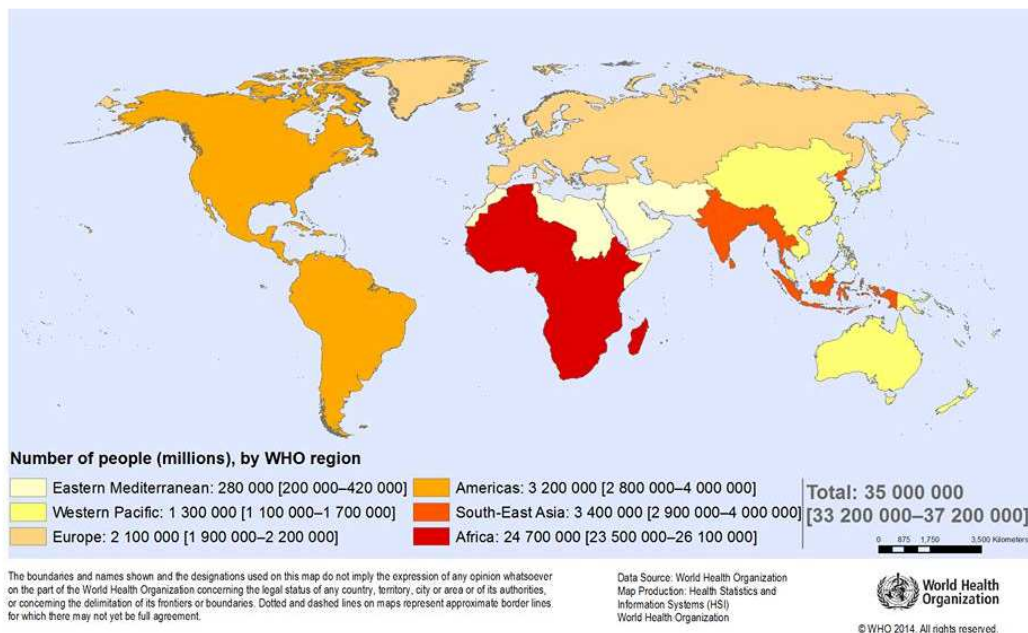 Number of people (millions), by WHO region
Eastern Mediterranean: 280 000 [200 000–420 000]
Western Pacific: 1 300 000 [1 100 000–1 700 000]
Europe: 2 100 000 [1 900 000–2 200 000]
Americas: 3 200 000 [2 800 000–4 000 000]
South-East Asia: 3 400 000 [2 900 000–4 000 000]
Africa: 24 700 000 [23 500 000–26 100 000]
Total: 35 000 000
[33 200 000–37 200 000]
0 875 1,750 3,500 Kilometers
The boundaries and names shown and the designations used on this map do not imply the expression of any opinion whatsoever
on the part of the World Health Organization concerning the legal status of any country, territory, city or area or of its authorities,
or concerning the delimitation of its frontiers or boundaries. Dotted and dashed lines on maps represent approximate border lines
for which there may not yet be full agreement.
Data Source: World Health Organization
Map Production: Health Statistics and
Information Systems (HSI)
World Health Organization
World Health
Organization
© WHO 2014. All rights reserved.